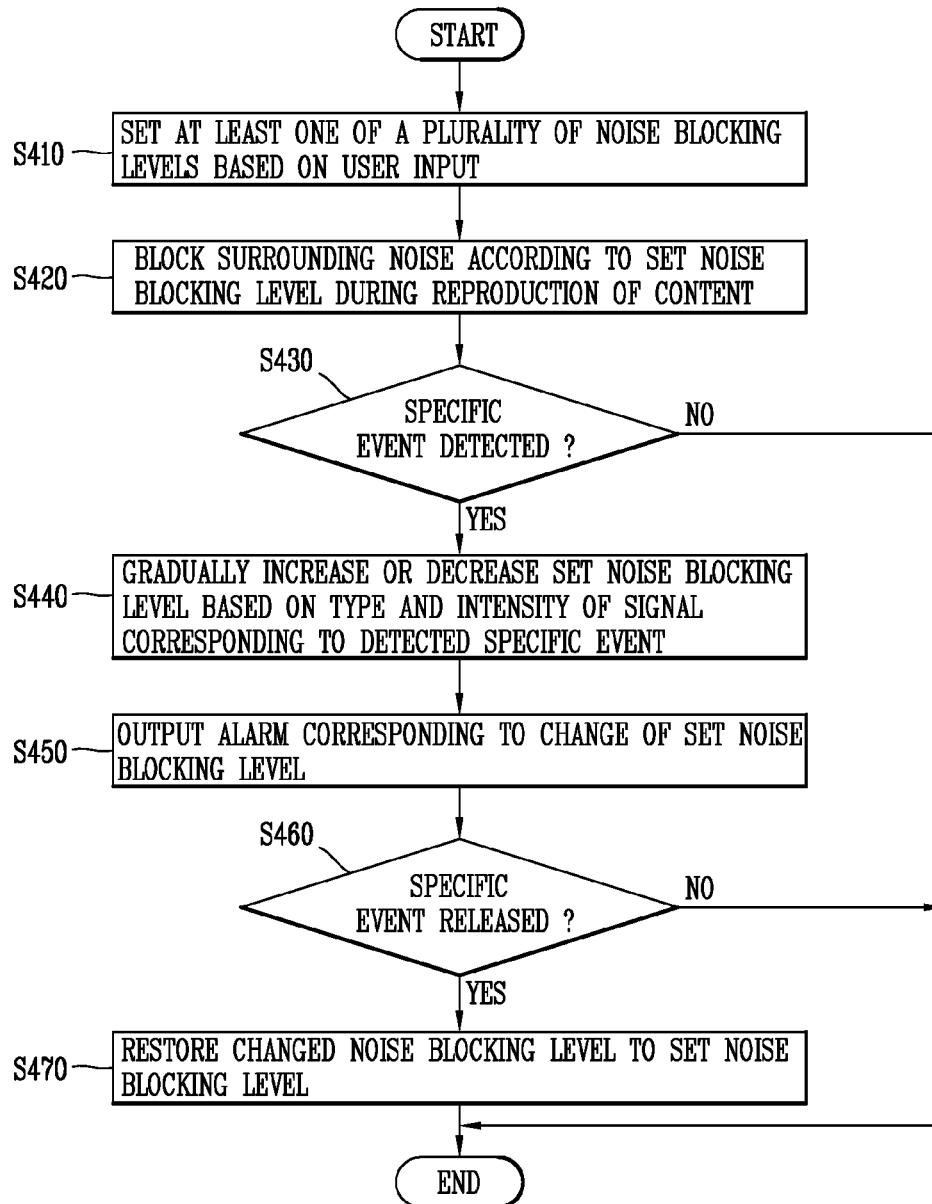 START
S410
SET AT LEAST ONE OF A PLURALITY OF NOISE BLOCKING
LEVELS BASED ON USER INPUT
S420
BLOCK SURROUNDING NOISE ACCORDING TO SET NOISE
BLOCKING LEVEL DURING REPRODUCTION OF CONTENT
S430
SPECIFIC
EVENT DETECTED ?
NO
YES
S440
GRADUALLY INCREASE OR DECREASE SET NOISE BLOCKING
LEVEL BASED ON TYPE AND INTENSITY OF SIGNAL
CORRESPONDING TO DETECTED SPECIFIC EVENT
S450
OUTPUT ALARM CORRESPONDING TO CHANGE OF SET NOISE
BLOCKING LEVEL
S460
SPECIFIC
EVENT RELEASED ?
NO
YES
S470
RESTORE CHANGED NOISE BLOCKING LEVEL TO SET NOISE
BLOCKING LEVEL
END